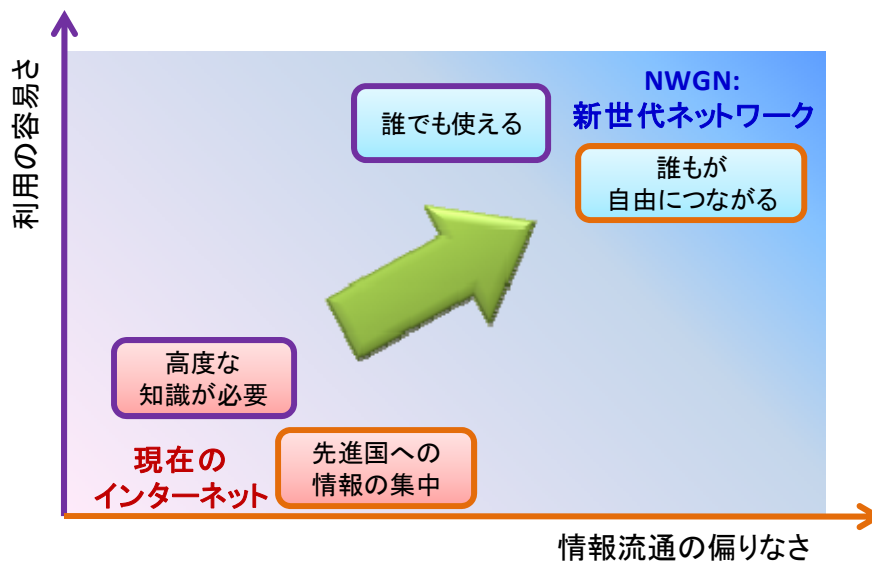 利用の容易さ
NWGN:
新世代ネットワーク
誰でも使える
誰もが
自由につながる
高度な
知識が必要
現在の
インターネット
先進国への
情報の集中
情報流通の偏りなさ